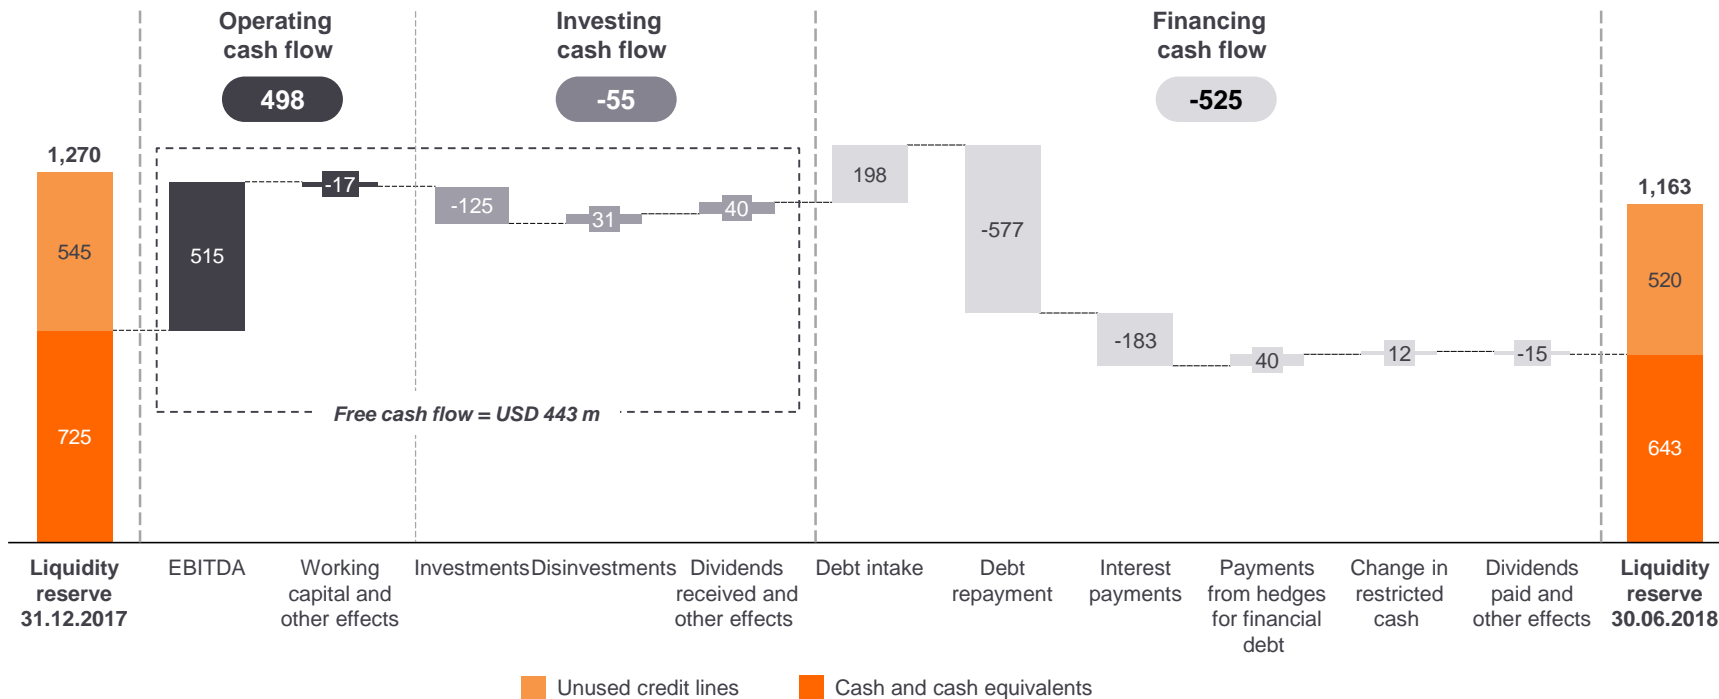 Operating
cash flow
498
Investing
cash flow
-55
Financing
cash flow
-525
1,270
545
725
515
-17
-125
31
40
198
-577
-183
40
12
-15
1,163
520
643
Free cash flow = USD 443 m
Liquidity
reserve
31.12.2017
EBITDA
Working
capital and
other effects
Investments
Disinvestments
Dividends
received and
other effects
Debt intake
Debt
repayment
Interest
payments
Payments
from hedges
for financial
debt
Change in
restricted
cash
Dividends
paid and
other effects
Liquidity
reserve
30.06.2018
Unused credit lines
Cash and cash equivalents